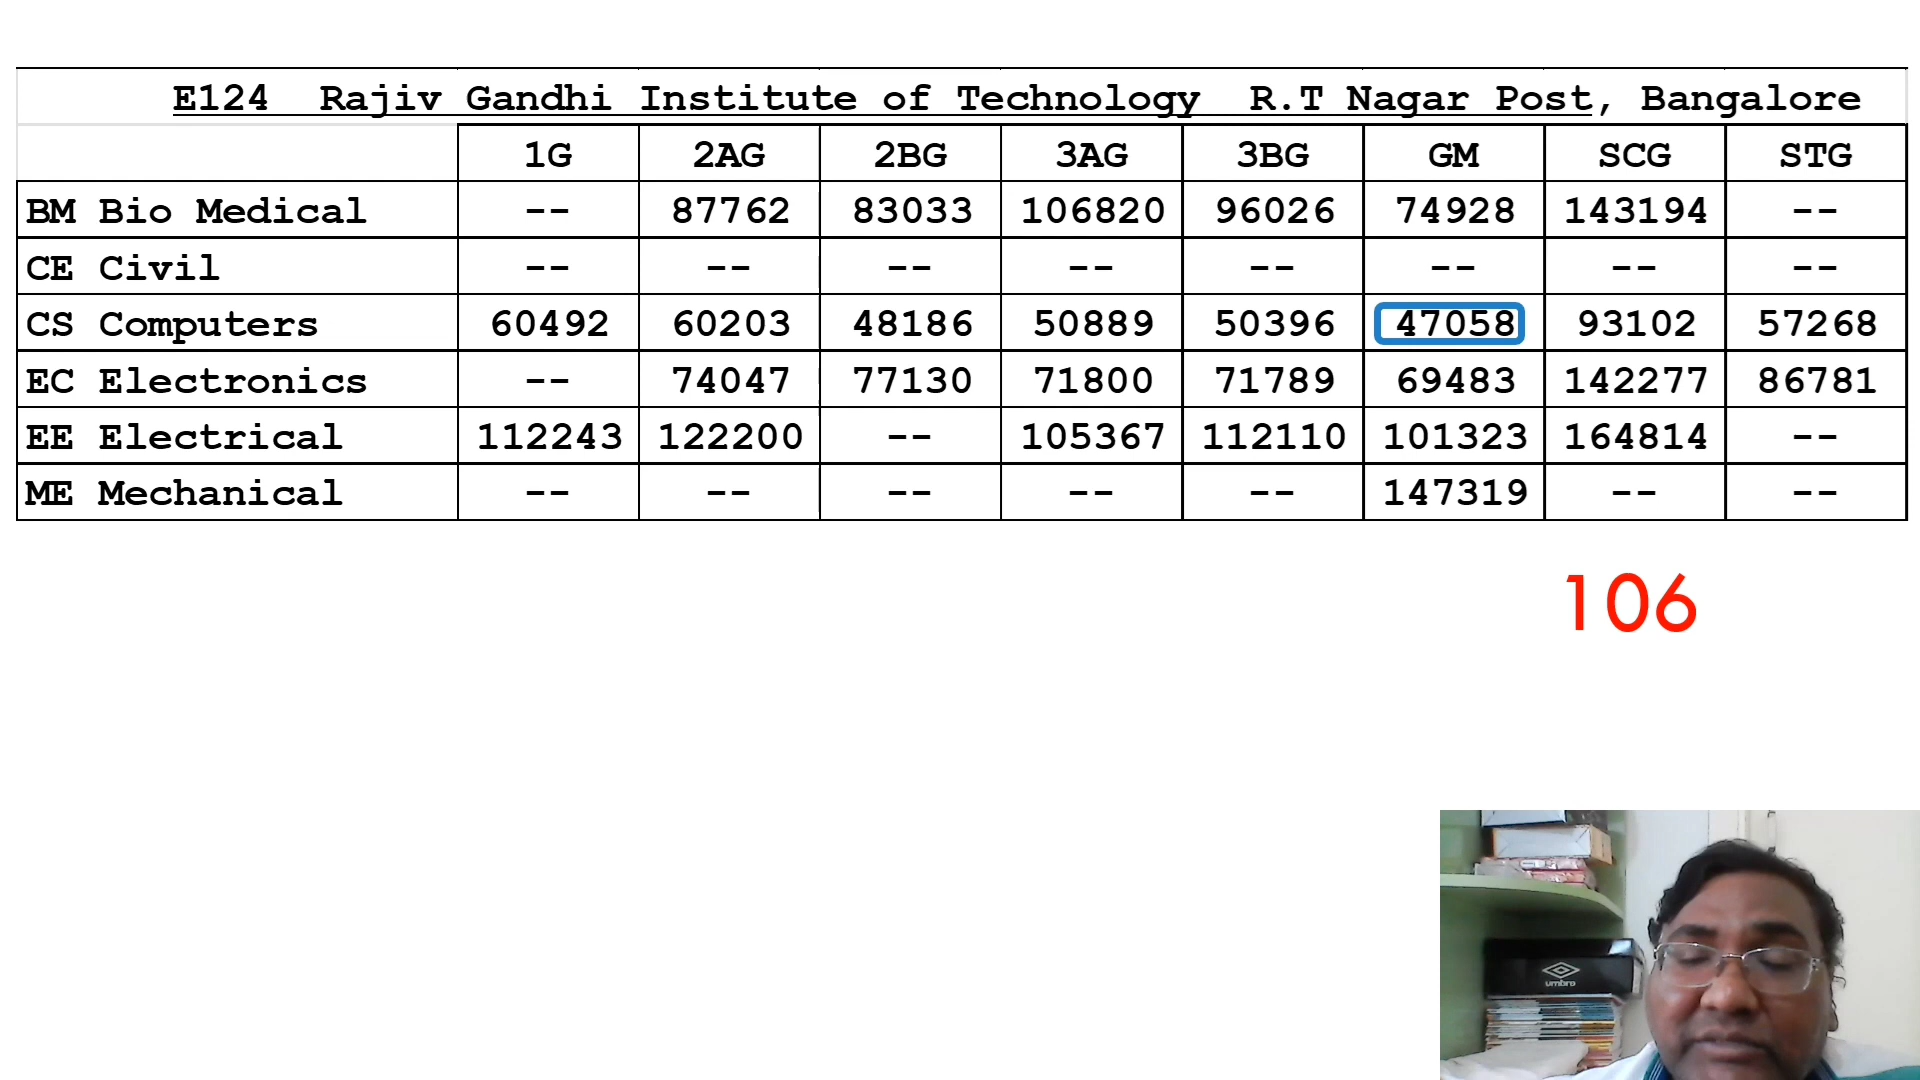 E124 Rajiv Gandhi Institute of Technology R.T Nagar Post, Bangalore
1G 2AG 2BG 3AG 3BG GM SCG STG
BM Bio Medical -- 87762 83033 106820 96026 74928 143194 --
CE Civil -- -- -- -- -- -- -- --
CS Computers 60492 60203 48186 50889 50396 47058 93102 57268
EC Electronics -- 74047 77130 71800 71789 69483 142277 86781
EE Electrical 112243 122200 -- 105367 112110 101323 164814 --
ME Mechanical -- -- -- -- -- 147319 -- --
106
umbro